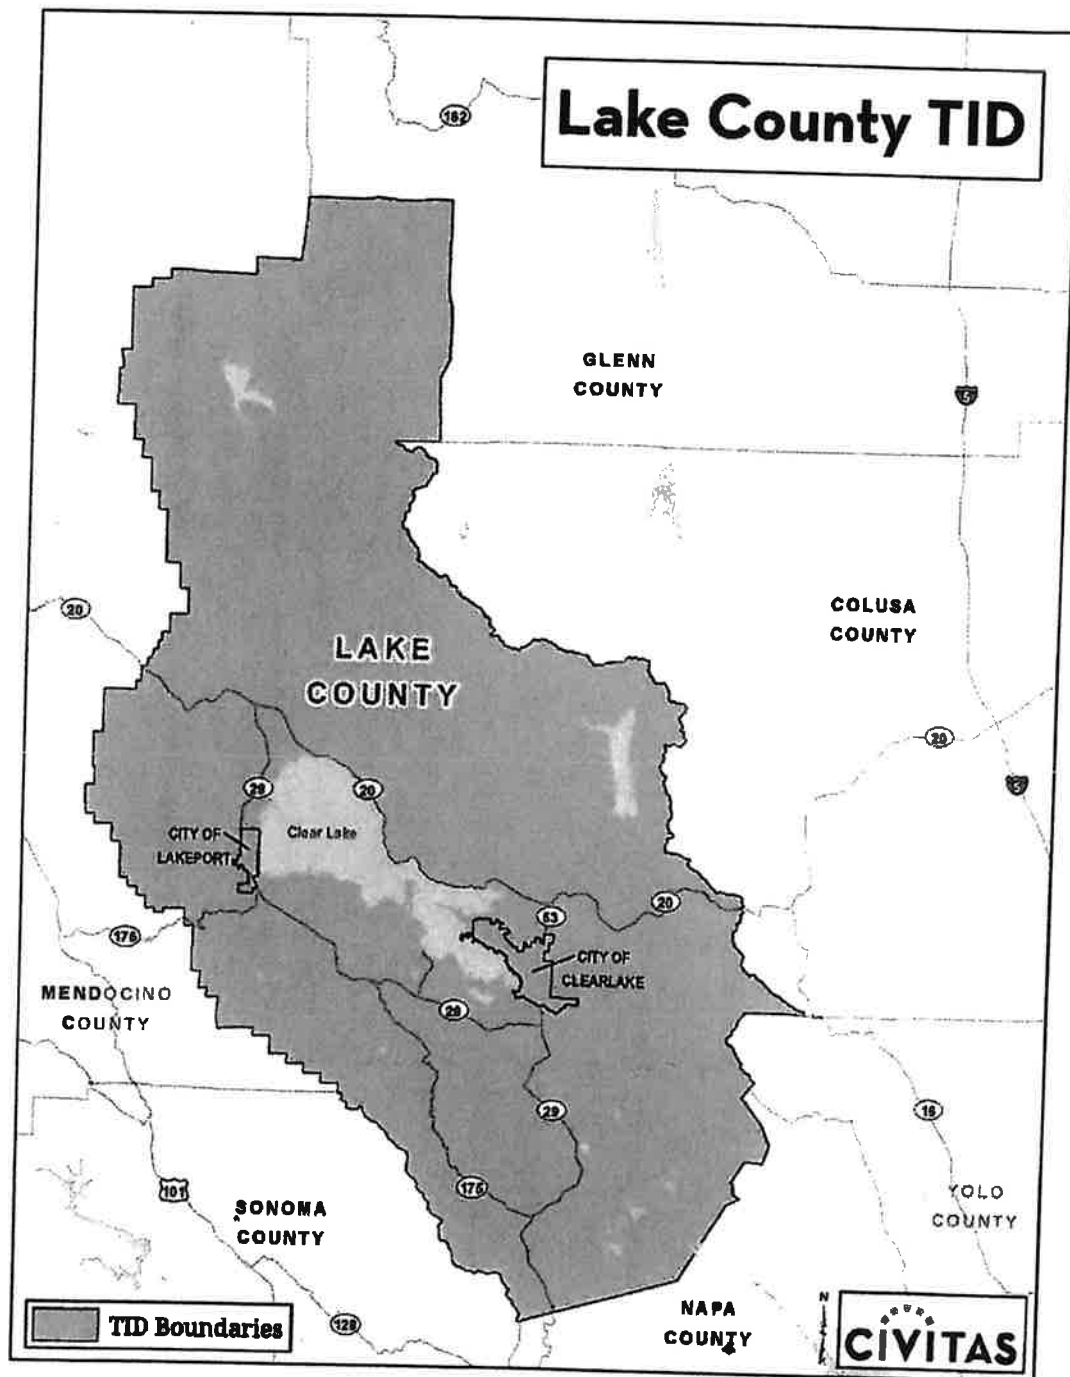 Lake County TID
162
GLENN
COUNTY
5
20
COLUSA
COUNTY
LAKE
COUNTY
20
29
20
5
CITY OF
LAKEPORT
Clear Lake
53
20
175
CITY OF
CLEARLAKE
MENDOCINO
COUNTY
29
29
16
175
101
SONOMA
COUNTY
YOLO
COUNTY
128
NAPA
COUNTY
N
TID Boundaries
CIVITAS